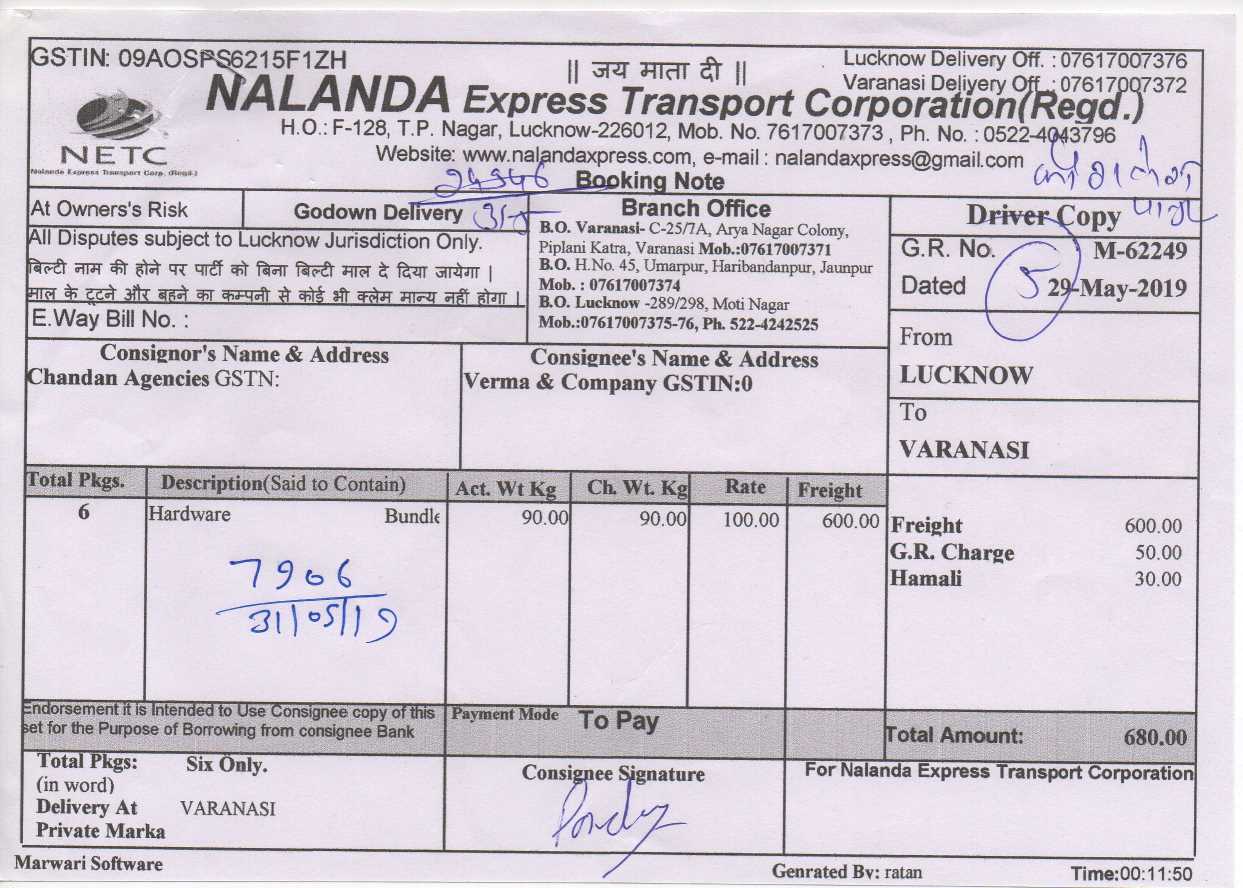 GSTIN: 09AOSPS6215F1ZH
|| जय माता दी ||
Lucknow Delivery Off. : 07617007376
Varanasi Delivery Off. : 07617007372
NALANDA Express Transport Corporation(Regd.)
H.O.: F-128, T.P. Nagar, Lucknow-226012, Mob. No. 7617007373 , Ph. No. : 0522-4043796
NETC
Nalanda Express Transport Corp. (Regd.)
Website: www.nalandaxpress.com, e-mail : nalandaxpress@gmail.com
Booking Note
At Owners's Risk
Godown Delivery
Branch Office
Driver Copy
All Disputes subject to Lucknow Jurisdiction Only.
बिल्टी नाम की होने पर पार्टी को बिना बिल्टी माल दे दिया जायेगा |
माल के टूटने और बहने का कम्पनी से कोई भी क्लेम मान्य नहीं होगा |
E.Way Bill No. :
B.O. Varanasi- C-25/7A, Arya Nagar Colony,
Piplani Katra, Varanasi Mob.:07617007371
B.O. H.No. 45, Umarpur, Haribandanpur, Jaunpur
Mob. : 07617007374
B.O. Lucknow -289/298, Moti Nagar
Mob.:07617007375-76, Ph. 522-4242525
G.R. No. M-62249
Dated 29-May-2019
5
From
LUCKNOW
To
VARANASI
Consignor's Name & Address
Chandan Agencies GSTN:
Consignee's Name & Address
Verma & Company GSTIN:0
Total Pkgs. Description(Said to Contain) Act. Wt Kg Ch. Wt. Kg Rate Freight
6 Hardware Bundle 90.00 90.00 100.00 600.00
7906
31/05/19
Freight 600.00
G.R. Charge 50.00
Hamali 30.00
Endorsement it is Intended to Use Consignee copy of this
set for the Purpose of Borrowing from consignee Bank
Payment Mode To Pay
Total Amount: 680.00
Total Pkgs: Six Only.
(in word)
Delivery At VARANASI
Private Marka
Consignee Signature
For Nalanda Express Transport Corporation
Marwari Software
Genrated By: ratan
Time:00:11:50